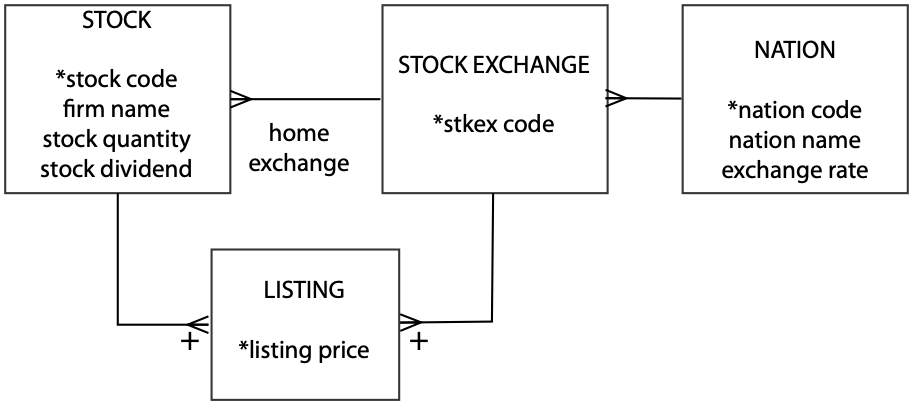 STOCK
*stock code
firm name
stock quantity
stock dividend
home
exchange
STOCK EXCHANGE
*stkex code
NATION
*nation code
nation name
exchange rate
LISTING
*listing price
+
+